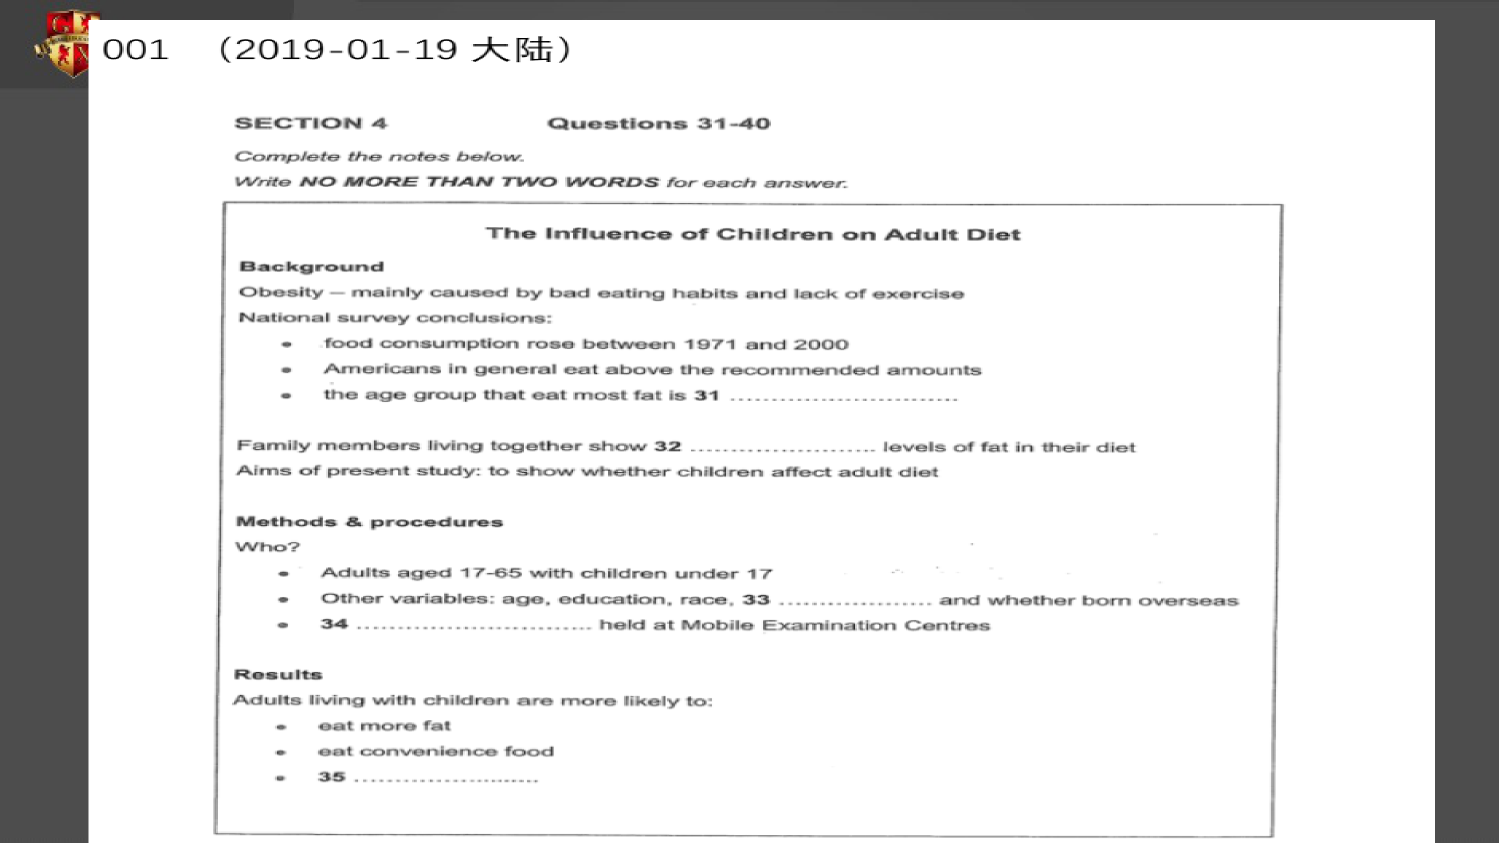 001 （2019-01-19 大陆）
SECTION 4 Questions 31-40
Complete the notes below.
Write NO MORE THAN TWO WORDS for each answer.
The Influence of Children on Adult Diet
Background
Obesity – mainly caused by bad eating habits and lack of exercise
National survey conclusions:
• food consumption rose between 1971 and 2000
• Americans in general eat above the recommended amounts
• the age group that eat most fat is 31 ............................
Family members living together show 32 ....................... levels of fat in their diet
Aims of present study: to show whether children affect adult diet
Methods & procedures
Who?
• Adults aged 17-65 with children under 17
• Other variables: age, education, race, 33 ................... and whether born overseas
• 34 ............................. held at Mobile Examination Centres
Results
Adults living with children are more likely to:
• eat more fat
• eat convenience food
• 35 .......................